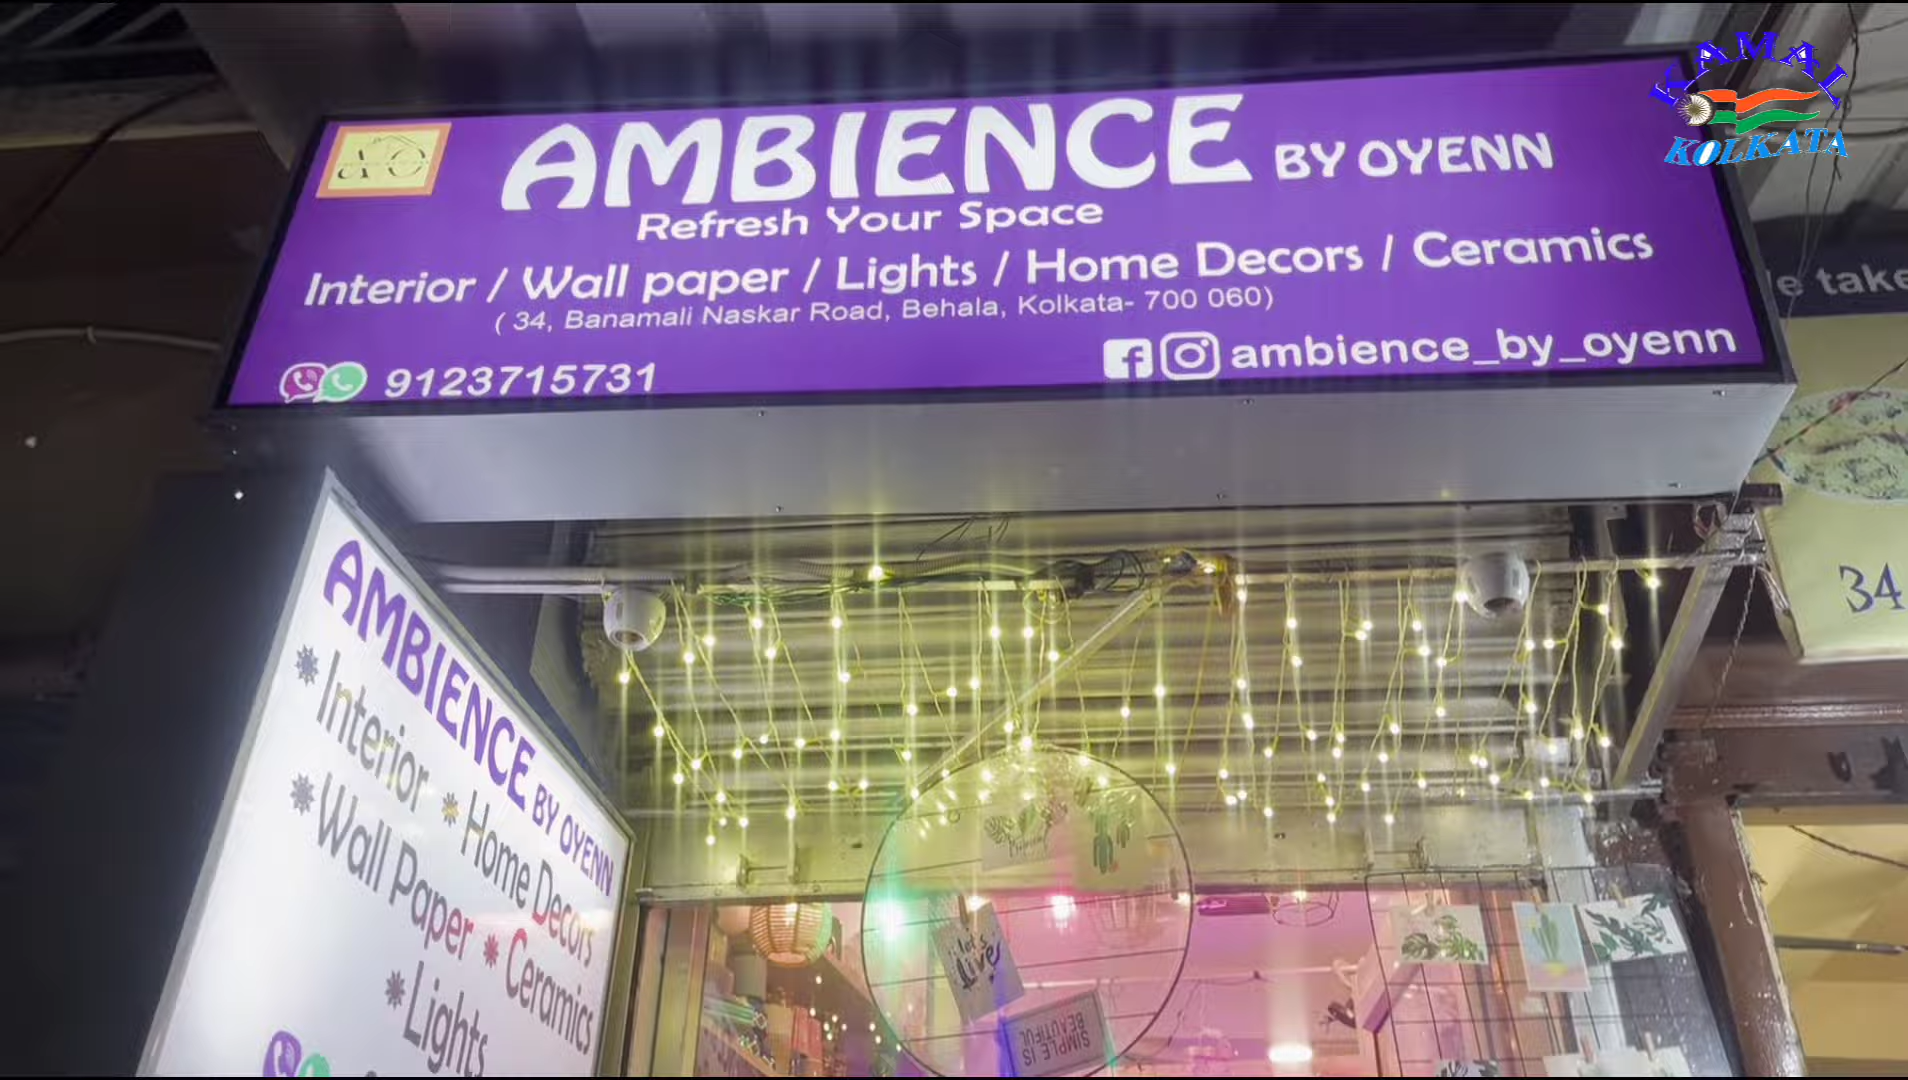 KAMAL
KOLKATA
AO
AMBIENCE BY OYENN
Refresh Your Space
Interior / Wall paper / Lights / Home Decors / Ceramics
( 34, Banamali Naskar Road, Behala, Kolkata- 700 060)
9123715731
ambience_by_oyenn
e take
34
AMBIENCE BY OYENN
* Interior * Home Decors
* Wall Paper * Ceramics
* Lights
let's
live
SIMPLE IS
BEAUTIFUL